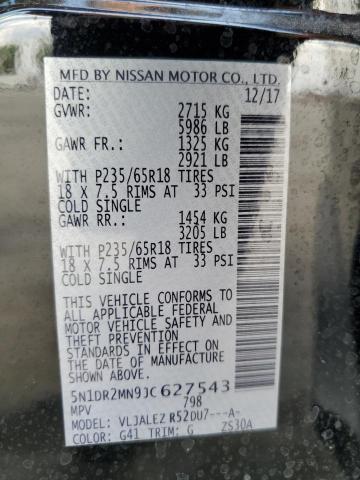 MFD BY NISSAN MOTOR CO., LTD.
DATE: 12/17
GVWR: 2715 KG
5986 LB
GAWR FR.: 1325 KG
2921 LB
WITH P235/65R18 TIRES
18 X 7.5 RIMS AT 33 PSI
COLD SINGLE
GAWR RR.: 1454 KG
3205 LB
WITH P235/65R18 TIRES
18 X 7.5 RIMS AT 33 PSI
COLD SINGLE
THIS VEHICLE CONFORMS TO
ALL APPLICABLE FEDERAL
MOTOR VEHICLE SAFETY AND
THEFT PREVENTION
STANDARDS IN EFFECT ON
THE DATE OF MANUFACTURE
SHOWN ABOVE.
5N1DR2MN9JC627543
MPV 798
MODEL: VLJALEZ R52DU7---A-
COLOR: G41 TRIM: G ZS30A